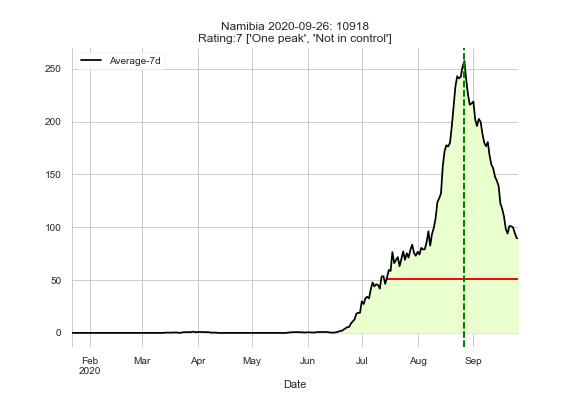 Namibia 2020-09-26: 10918
Rating:7 ['One peak', 'Not in control']
Average-7d
250
200
150
100
50
0
Feb Mar Apr May Jun Jul Aug Sep
2020
Date